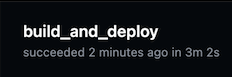 build_and_deploy
succeeded 2 minutes ago in 3m 2s